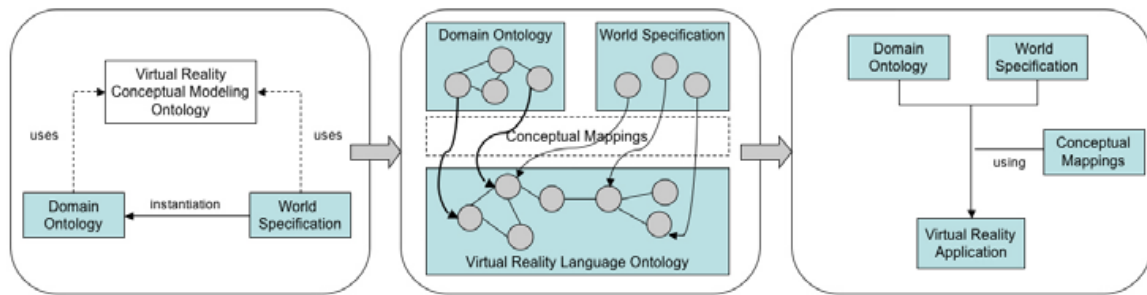 Virtual Reality
Conceptual Modeling
Ontology
uses
uses
Domain
Ontology
instantiation
World
Specification
Domain Ontology
World Specification
Conceptual Mappings
Virtual Reality Language Ontology
Domain
Ontology
World
Specification
using
Conceptual
Mappings
Virtual Reality
Application